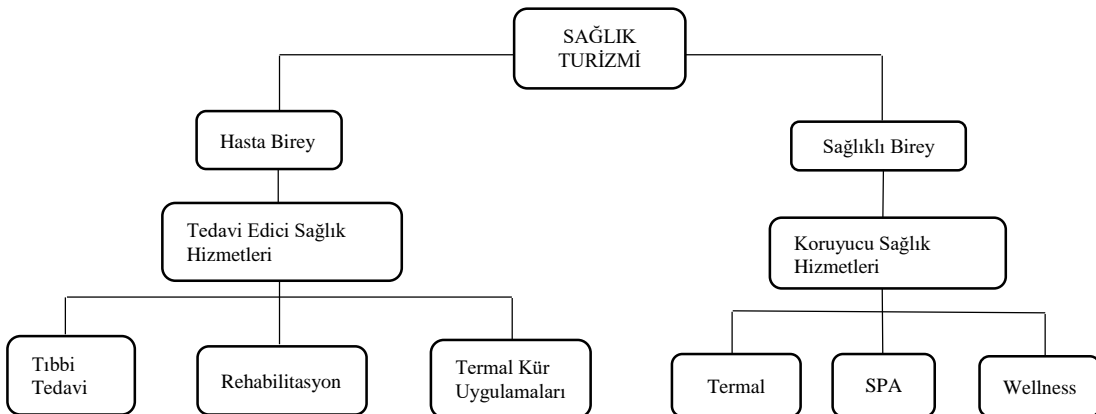 SAĞLIK
TURİZMİ
Hasta Birey
Sağlıklı Birey
Tedavi Edici Sağlık
Hizmetleri
Koruyucu Sağlık
Hizmetleri
Tıbbi
Tedavi
Rehabilitasyon
Termal Kür
Uygulamaları
Termal
SPA
Wellness